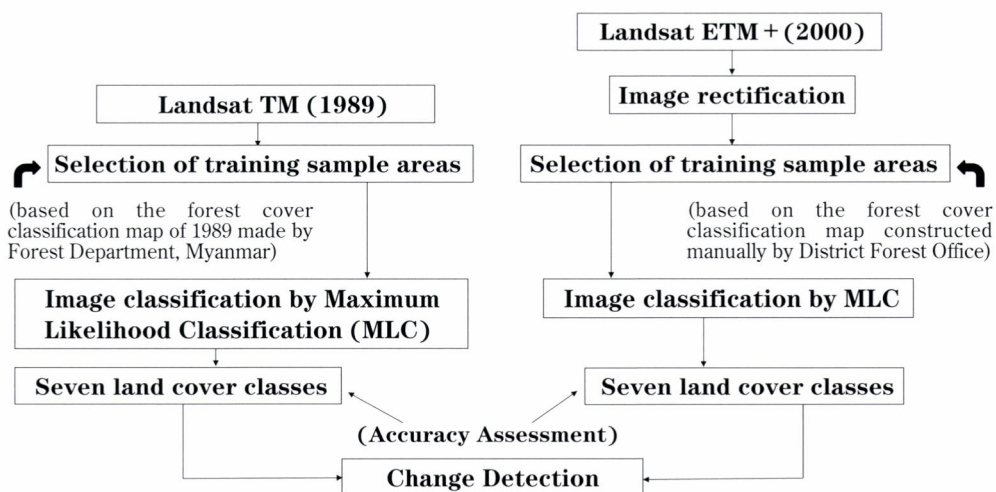 Landsat ETM+(2000)
Image rectification
Landsat TM (1989)
Selection of training sample areas
Selection of training sample areas
(based on the forest cover
classification map of 1989 made by
Forest Department, Myanmar)
(based on the forest cover
classification map constructed
manually by District Forest Office)
Image classification by Maximum
Likelihood Classification (MLC)
Image classification by MLC
Seven land cover classes
Seven land cover classes
(Accuracy Assessment)
Change Detection